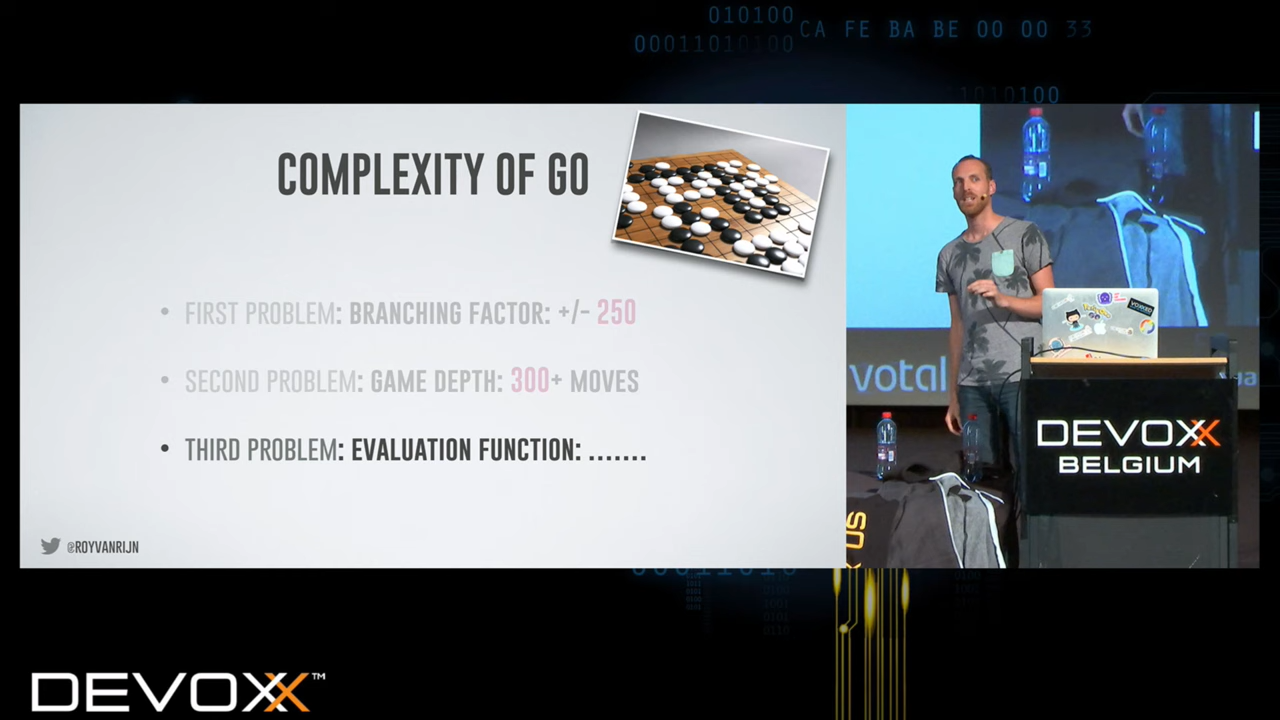 010100
00011010100
CA FE BA BE 00 00 33
1010100
COMPLEXITY OF GO
• FIRST PROBLEM: BRANCHING FACTOR: +/- 250
• SECOND PROBLEM: GAME DEPTH: 300+ MOVES
• THIRD PROBLEM: EVALUATION FUNCTION: .......
@ROYVANRIJN
votal
DEVOXX
BELGIUM
US
DEVOXX™